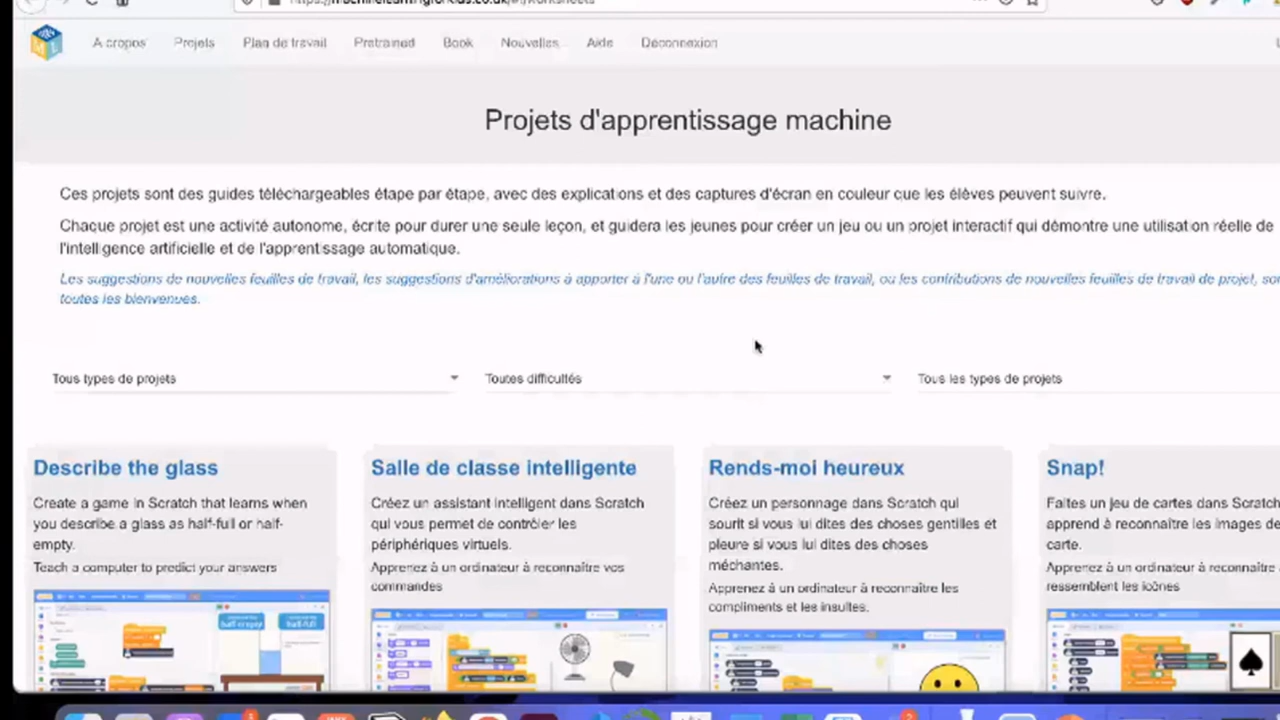 A propos Projets Plan de travail Pretrained Book Nouvelles Aide Déconnexion
Projets d'apprentissage machine
Ces projets sont des guides téléchargeables étape par étape, avec des explications et des captures d'écran en couleur que les élèves peuvent suivre.
Chaque projet est une activité autonome, écrite pour durer une seule leçon, et guidera les jeunes pour créer un jeu ou un projet interactif qui démontre une utilisation réelle de
l'intelligence artificielle et de l'apprentissage automatique.
Les suggestions de nouvelles feuilles de travail, les suggestions d'améliorations à apporter à l'une ou l'autre des feuilles de travail, ou les contributions de nouvelles feuilles de travail de projet,
toutes les bienvenues.
Tous types de projets Toutes difficultés Tous les types de projets
Describe the glass
Create a game in Scratch that learns when
you describe a glass as half-full or half-
empty.
Teach a computer to predict your answers
half-empty half-full
Salle de classe intelligente
Créez un assistant intelligent dans Scratch
qui vous permet de contrôler les
périphériques virtuels.
Apprenez à un ordinateur à reconnaître vos
commandes
Rends-moi heureux
Créez un personnage dans Scratch qui
sourit si vous lui dites des choses gentilles et
pleure si vous lui dites des choses
méchantes.
Apprenez à un ordinateur à reconnaître les
compliments et les insultes.
Snap!
Faites un jeu de cartes dans Scratch
apprend à reconnaître les images de
carte.
Apprenez à un ordinateur à reconnaître
ressemblent les icônes